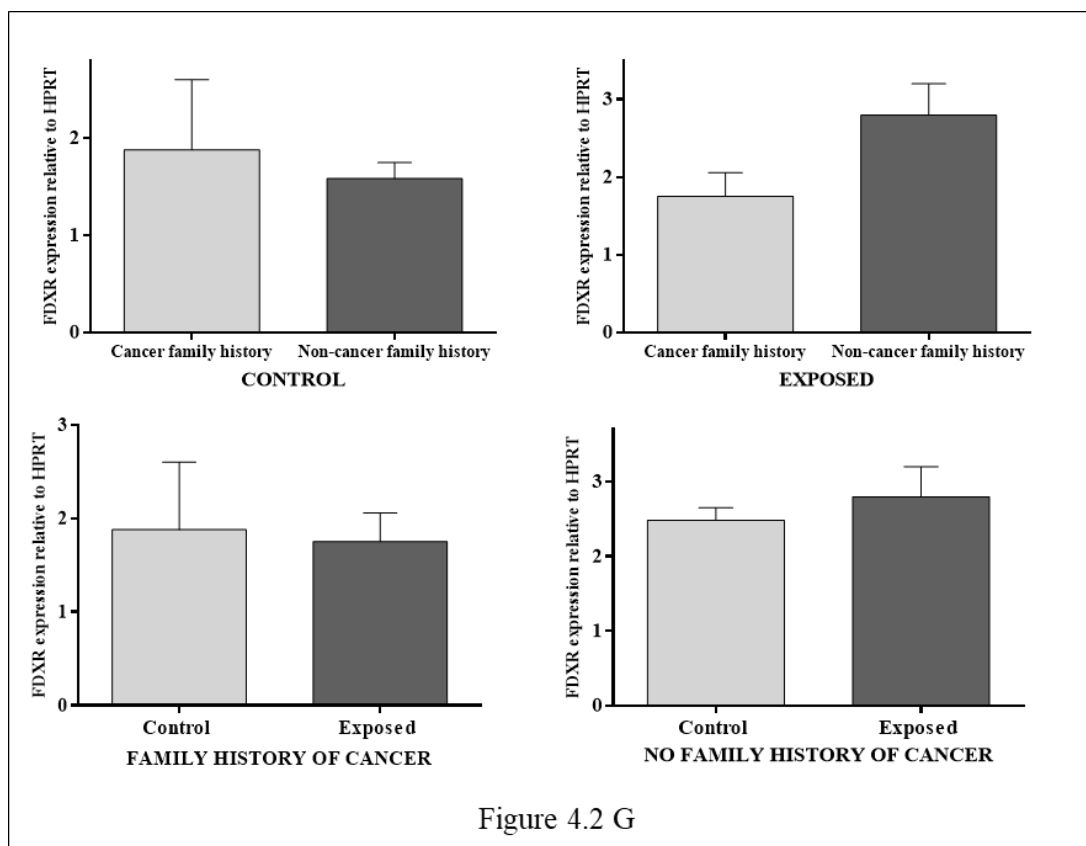 FDXR expression relative to HPRT
2
1
0
Cancer family history Non-cancer family history
CONTROL
FDXR expression relative to HPRT
3
2
1
0
Cancer family history Non-cancer family history
EXPOSED
FDXR expression relative to HPRT
3
2
1
0
Control Exposed
FAMILY HISTORY OF CANCER
FDXR expression relative to HPRT
3
2
1
0
Control Exposed
NO FAMILY HISTORY OF CANCER
Figure 4.2 G